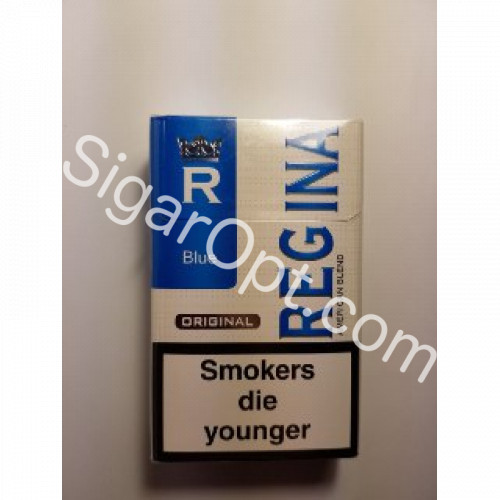 R
Blue
ORIGINAL
REGINA
AMERICAN BLEND
Smokers
die
younger
SigarOpt.com